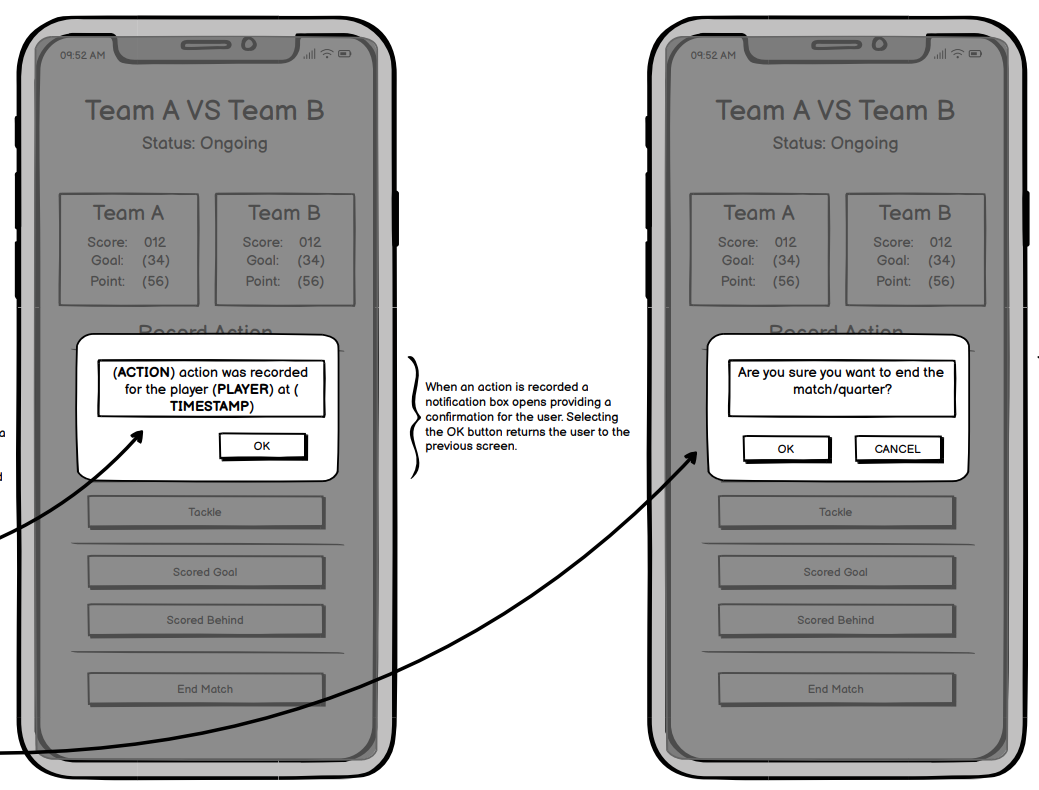 09:52 AM
Team A VS Team B
Status: Ongoing
Team A
Score: 012
Goal: (34)
Point: (56)
Team B
Score: 012
Goal: (34)
Point: (56)
Record Action
(ACTION) action was recorded
for the player (PLAYER) at (
TIMESTAMP)
OK
Tackle
Scored Goal
Scored Behind
End Match
a
d
When an action is recorded a
notification box opens providing a
confirmation for the user. Selecting
the OK button returns the user to the
previous screen.
09:52 AM
Team A VS Team B
Status: Ongoing
Team A
Score: 012
Goal: (34)
Point: (56)
Team B
Score: 012
Goal: (34)
Point: (56)
Record Action
Are you sure you want to end the
match/quarter?
OK
CANCEL
Tackle
Scored Goal
Scored Behind
End Match